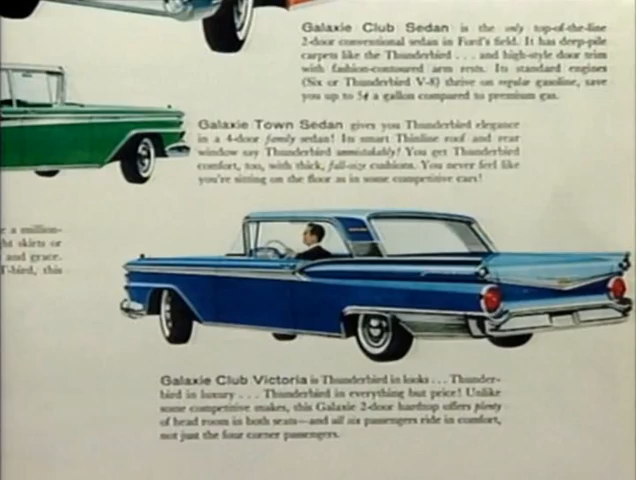 Galaxie Club Sedan is the only top-of-the-line
2-door conventional sedan in Ford's field. It has deep-pile
carpets like the Thunderbird . . . and high-style door trim
with fashion-contoured arm rests. Its standard engines
(Six or Thunderbird V-8) thrive on regular gasoline, save
you up to 5¢ a gallon compared to premium gas.
Galaxie Town Sedan gives you Thunderbird elegance
in a 4-door family sedan! Its smart Thinline roof and rear
window say Thunderbird unmistakably! You get Thunderbird
comfort, too, with thick, full-size cushions. You never feel like
you're sitting on the floor as in some competitive cars!
r a million-
ht skirts or
and grace.
T-bird, this
Galaxie Club Victoria is Thunderbird in looks . . . Thunder-
bird in luxury . . . Thunderbird in everything but price! Unlike
some competitive makes, this Galaxie 2-door hardtop offers plenty
of head room in both seats—and all six passengers ride in comfort,
not just the four corner passengers.